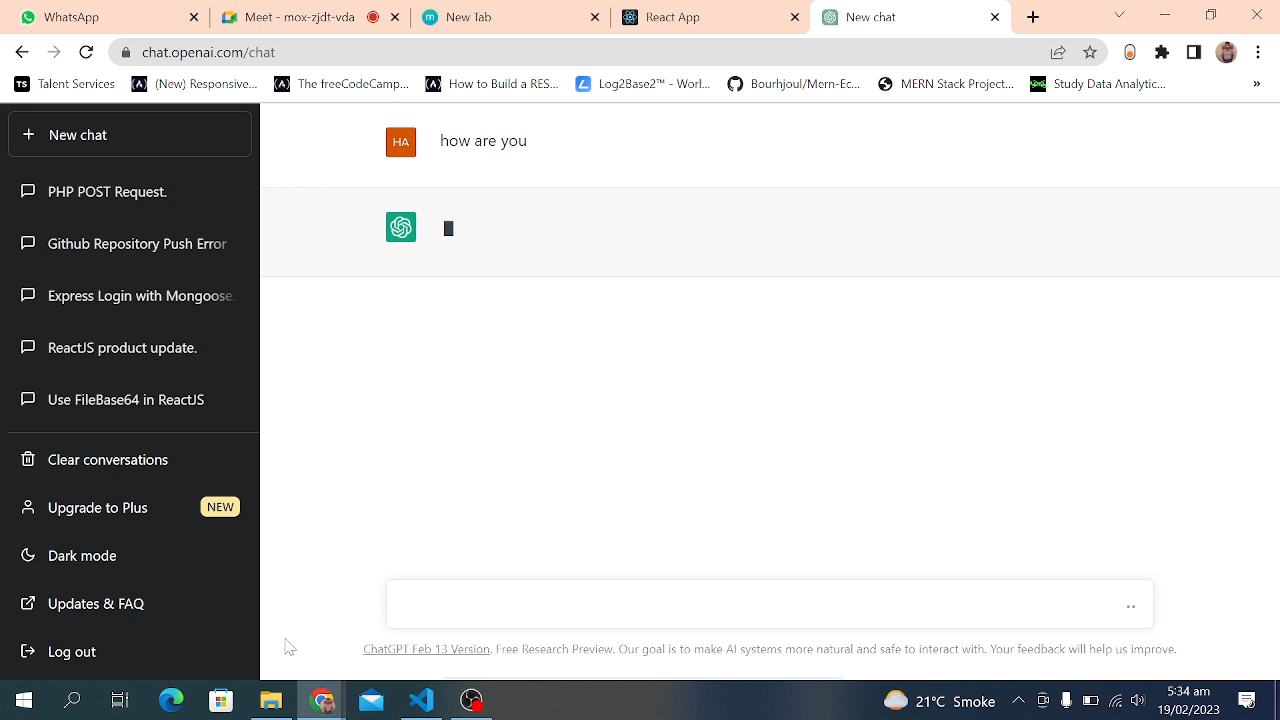 WhatsApp
Meet - mox-zjdt-vda
New Tab
React App
New chat
chat.openai.com/chat
TS Talent Services
(New) Responsive...
The freeCodeCamp...
How to Build a RES...
Log2Base2™ - Worl...
Bourhjoul/Mern-Ec...
MERN Stack Project...
Study Data Analytic...
»
New chat
PHP POST Request.
Github Repository Push Error
Express Login with Mongoose.
ReactJS product update.
Use FileBase64 in ReactJS
Clear conversations
Upgrade to Plus NEW
Dark mode
Updates & FAQ
Log out
HA how are you
ChatGPT Feb 13 Version. Free Research Preview. Our goal is to make AI systems more natural and safe to interact with. Your feedback will help us improve.
21°C Smoke
5:34 am
19/02/2023